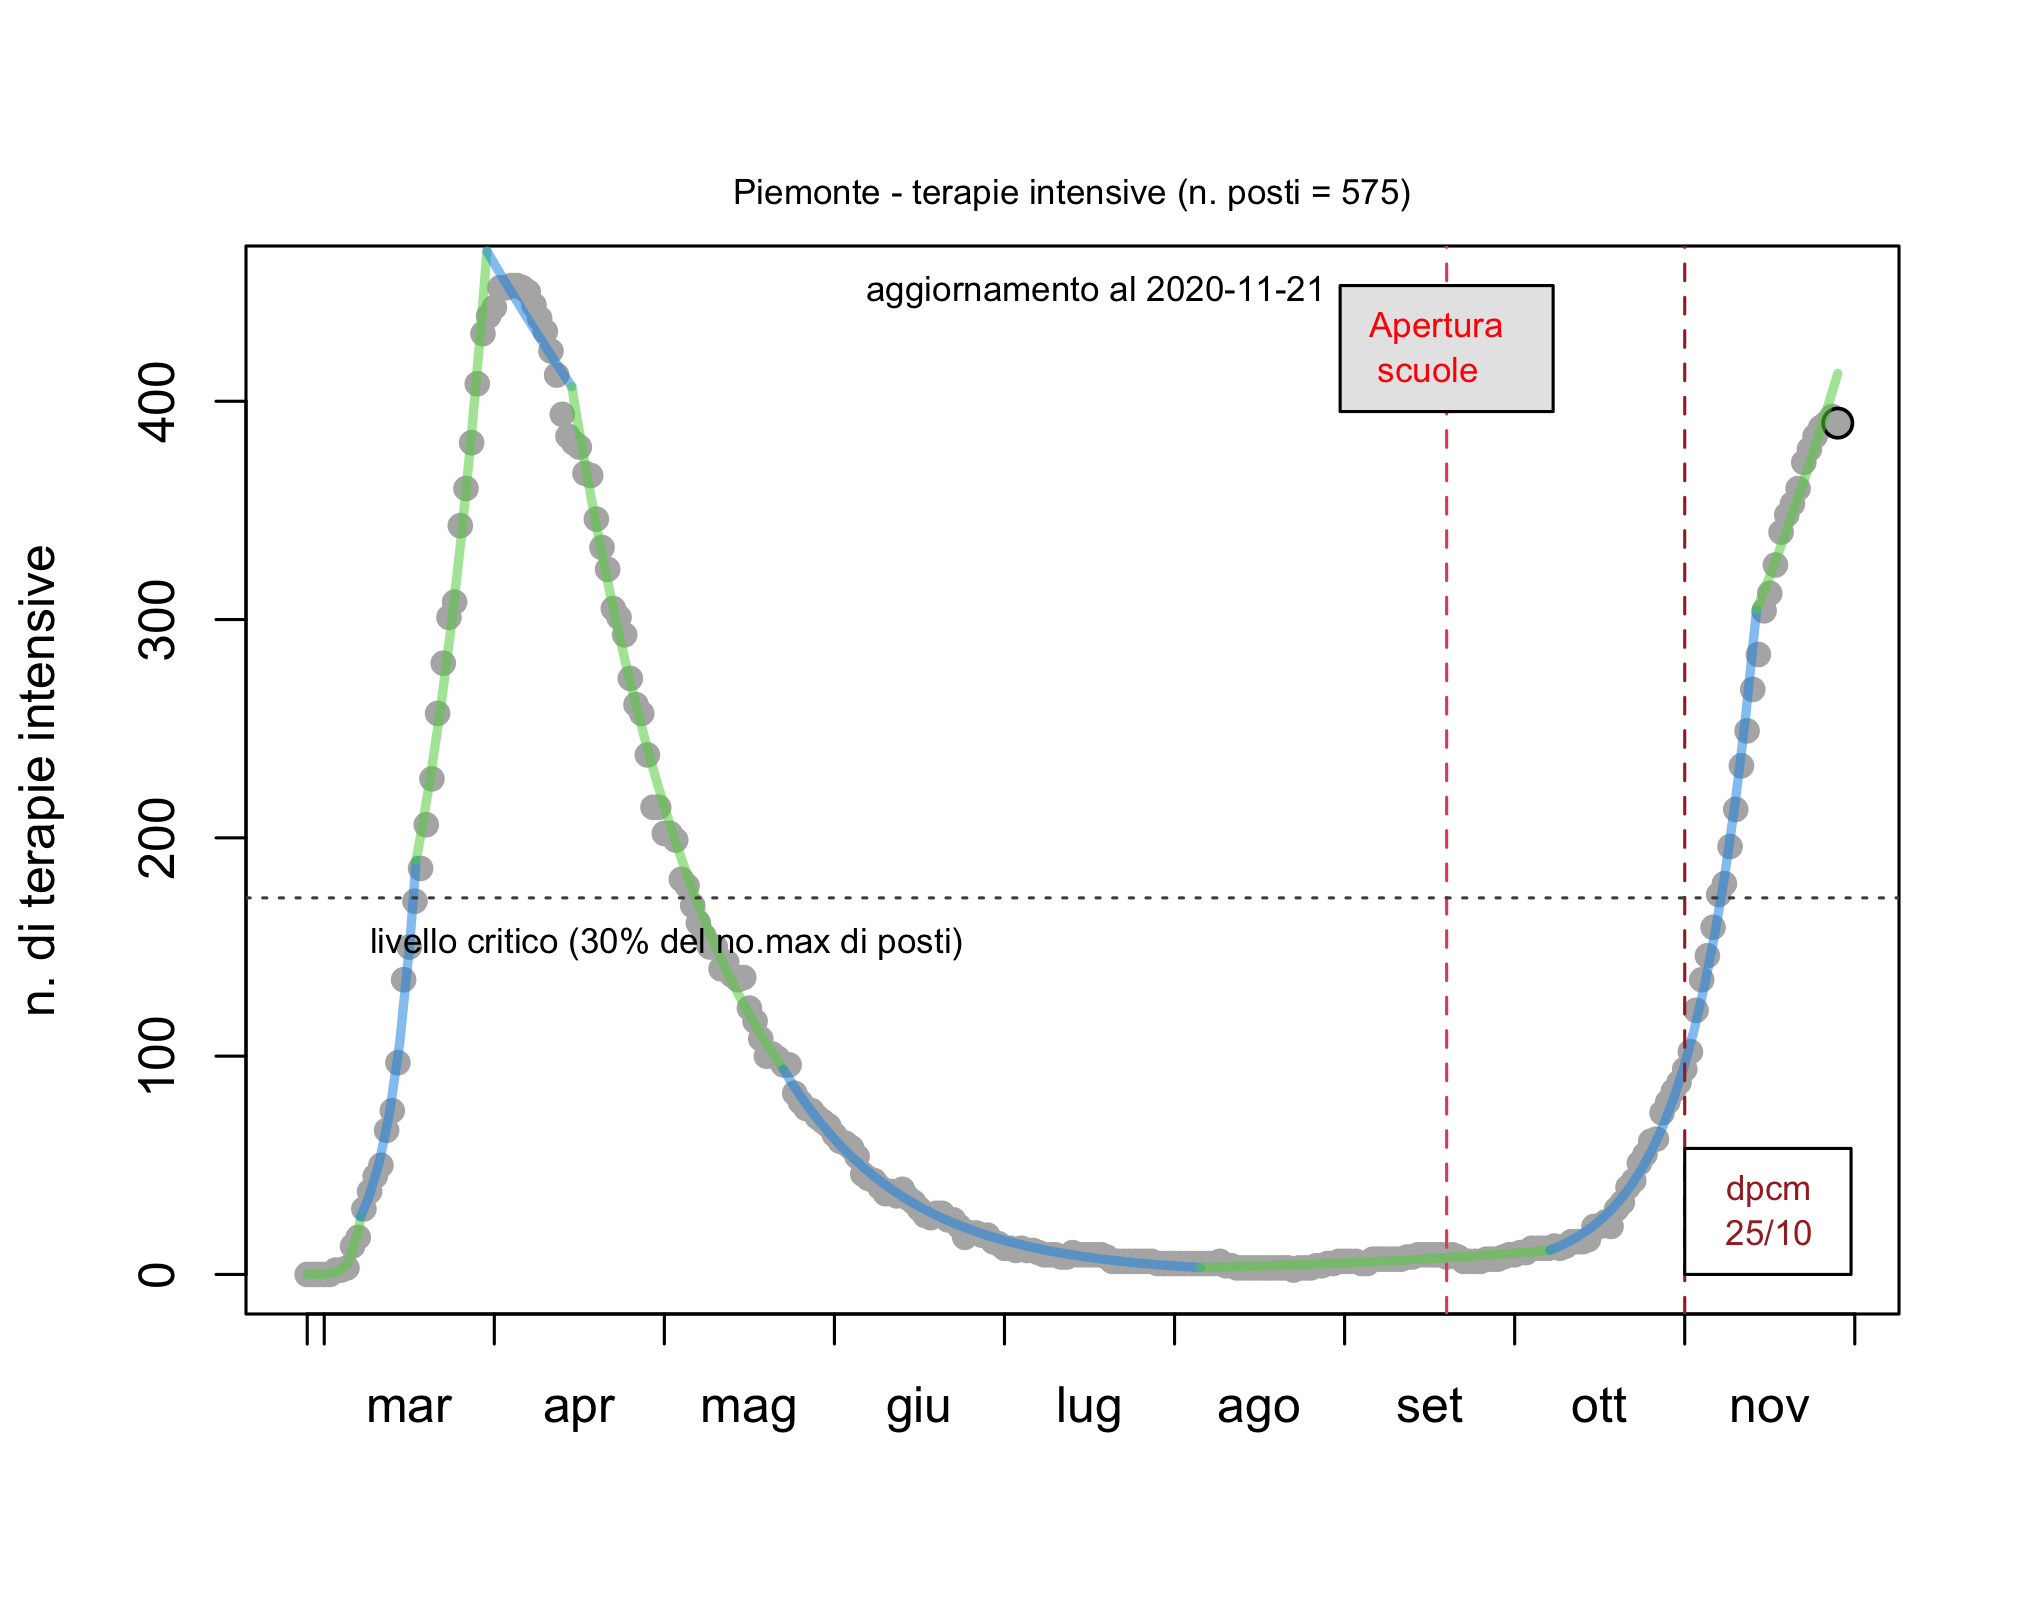 Piemonte - terapie intensive (n. posti = 575)
aggiornamento al 2020-11-21
Apertura
scuole
n. di terapie intensive
400
300
200
100
0
livello critico (30% del no.max di posti)
dpcm
25/10
mar apr mag giu lug ago set ott nov